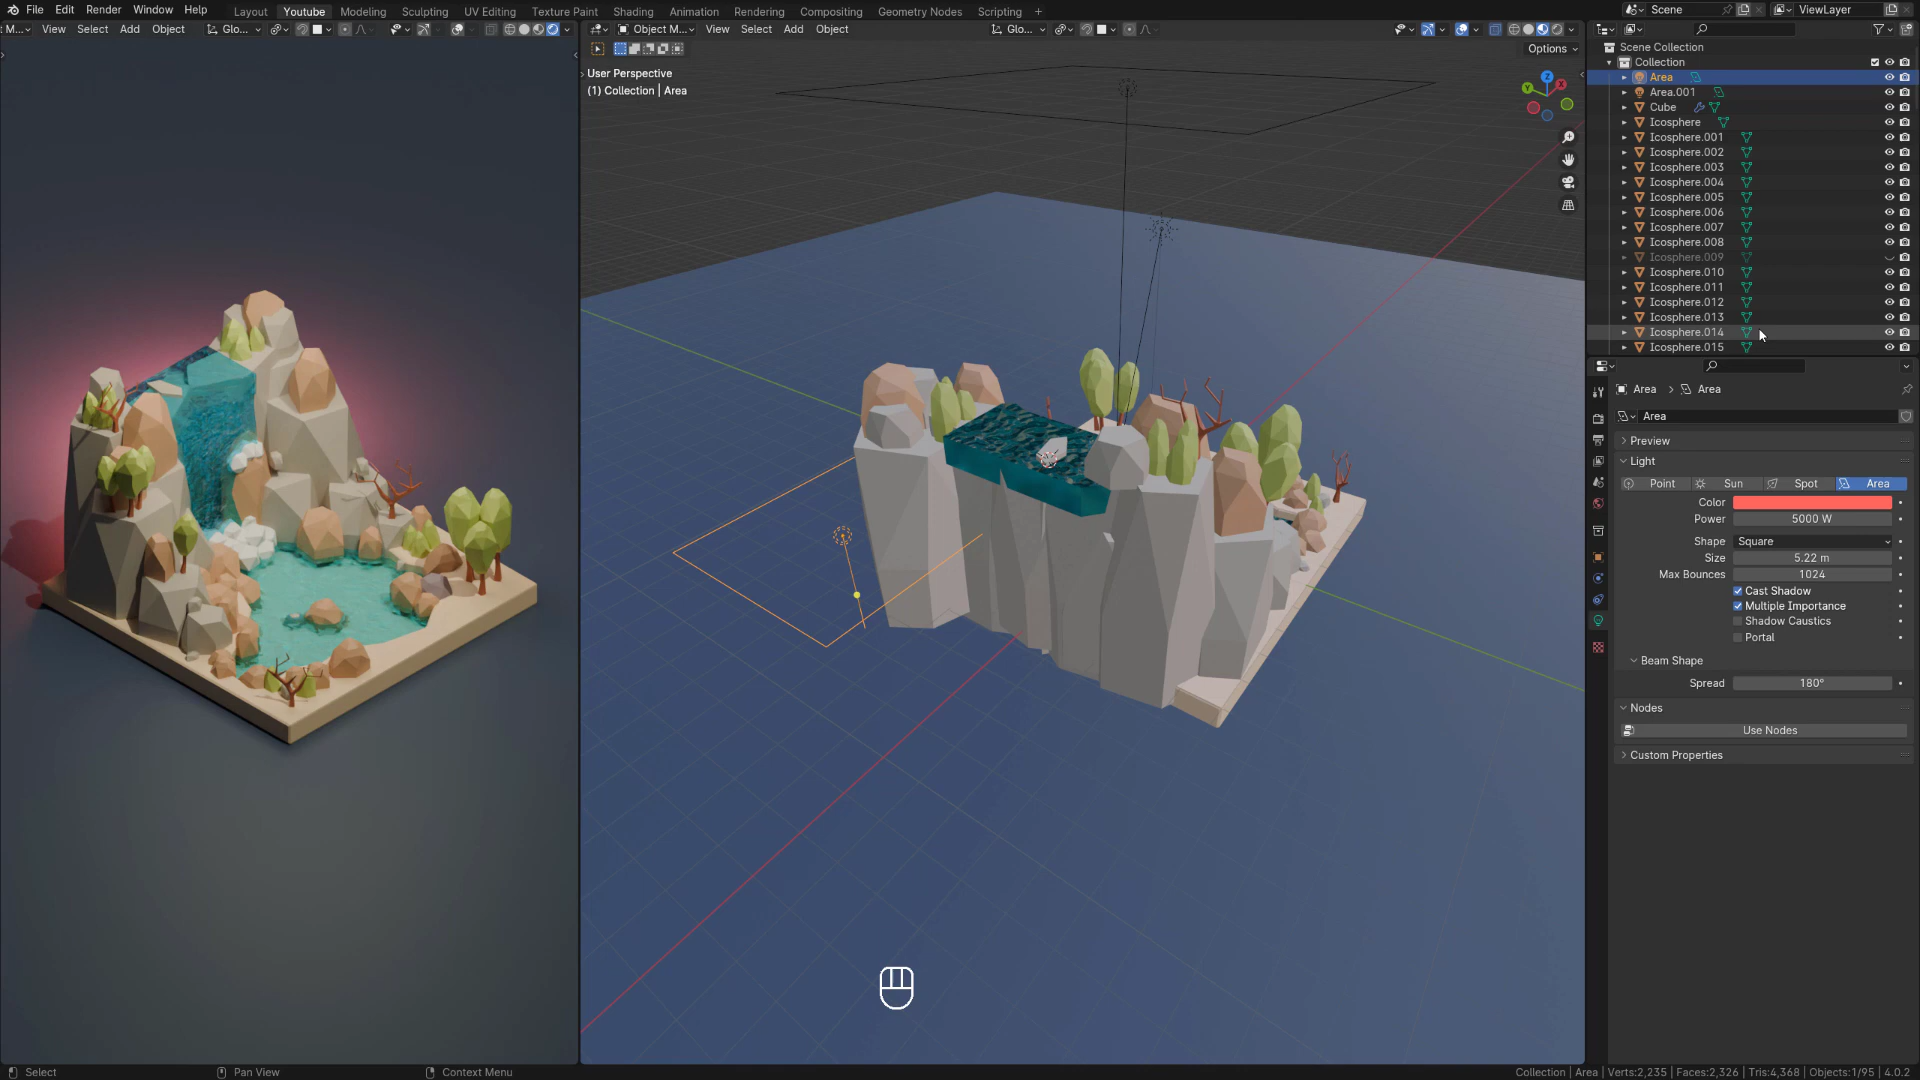 File Edit Render Window Help Layout Youtube Modeling Sculpting UV Editing Texture Paint Shading Animation Rendering Compositing Geometry Nodes Scripting + Scene ViewLayer
M... View Select Add Object Glo... Object M... View Select Add Object Glo...
Options
User Perspective
(1) Collection | Area
Z
X
Y
Scene Collection
Collection
Area
Area.001
Cube
Icosphere
Icosphere.001
Icosphere.002
Icosphere.003
Icosphere.004
Icosphere.005
Icosphere.006
Icosphere.007
Icosphere.008
Icosphere.009
Icosphere.010
Icosphere.011
Icosphere.012
Icosphere.013
Icosphere.014
Icosphere.015
Area > Area
Area
Preview
Light
Point Sun Spot Area
Color
Power 5000 W
Shape Square
Size 5.22 m
Max Bounces 1024
Cast Shadow
Multiple Importance
Shadow Caustics
Portal
Beam Shape
Spread 180°
Nodes
Use Nodes
Custom Properties
Select Pan View Context Menu Collection | Area | Verts:2,235 | Faces:2,326 | Tris:4,368 | Objects:1/95 | 4.0.2